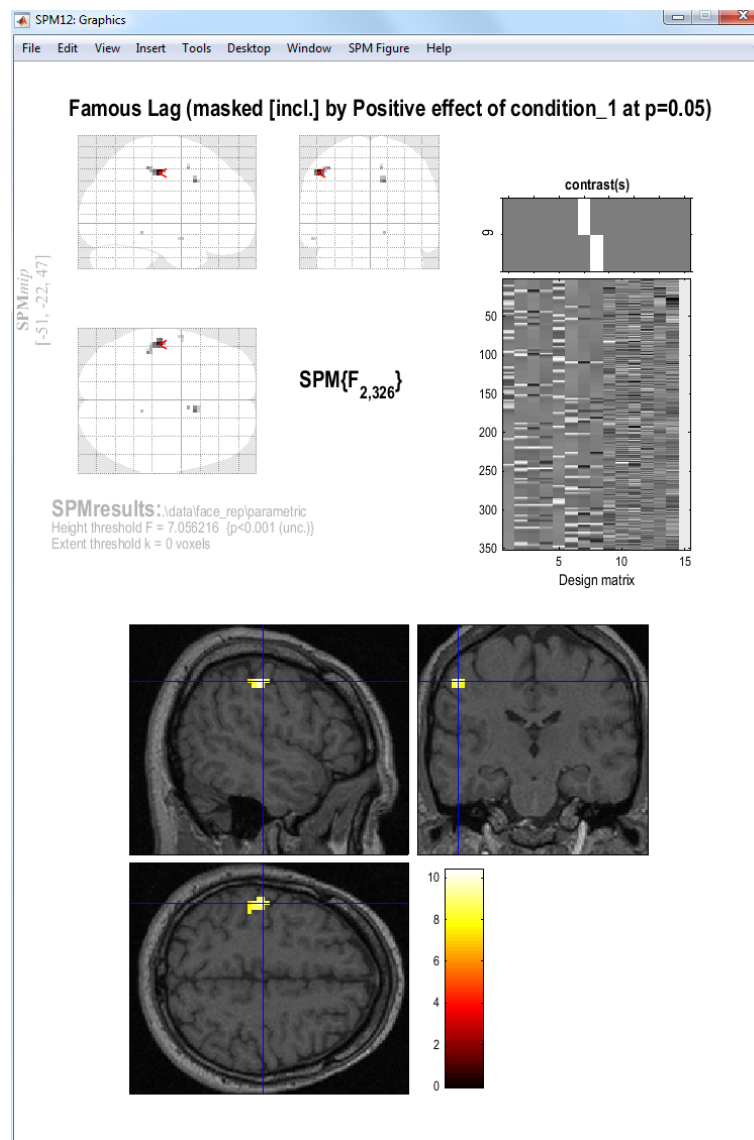 SPM12: Graphics
File Edit View Insert Tools Desktop Window SPM Figure Help
Famous Lag (masked [incl.] by Positive effect of condition_1 at p=0.05)
SPMmip
[-51, -22, 47]
SPM{F2,326}
SPMresults:.\data\face_rep\parametric
Height threshold F = 7.056216 {p<0.001 (unc.)}
Extent threshold k = 0 voxels
contrast(s)
9
50
100
150
200
250
300
350
5 10 15
Design matrix
10
8
6
4
2
0